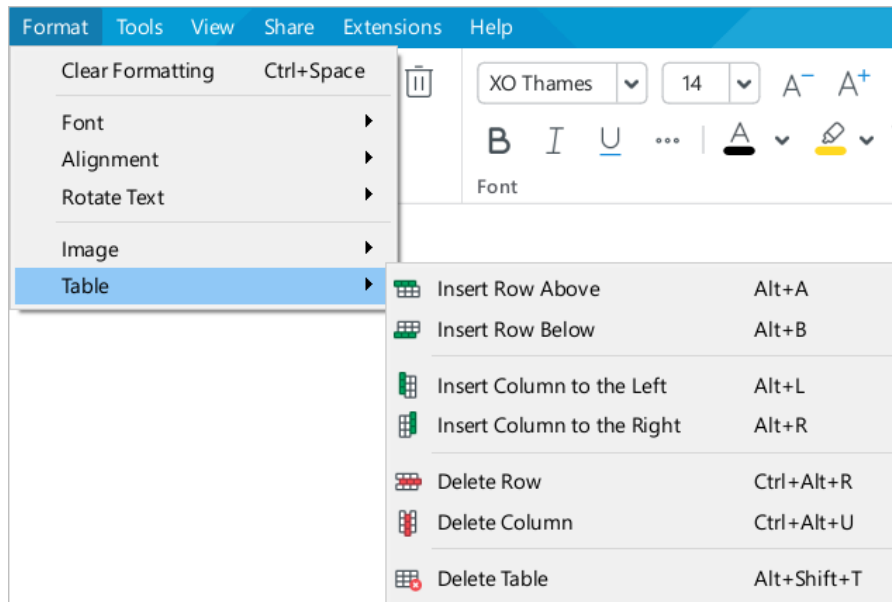 Format Tools View Share Extensions Help
Clear Formatting Ctrl+Space
XO Thames 14 A− A+
Font
Alignment
Rotate Text
B I U A
Font
Image
Table
Insert Row Above Alt+A
Insert Row Below Alt+B
Insert Column to the Left Alt+L
Insert Column to the Right Alt+R
Delete Row Ctrl+Alt+R
Delete Column Ctrl+Alt+U
Delete Table Alt+Shift+T